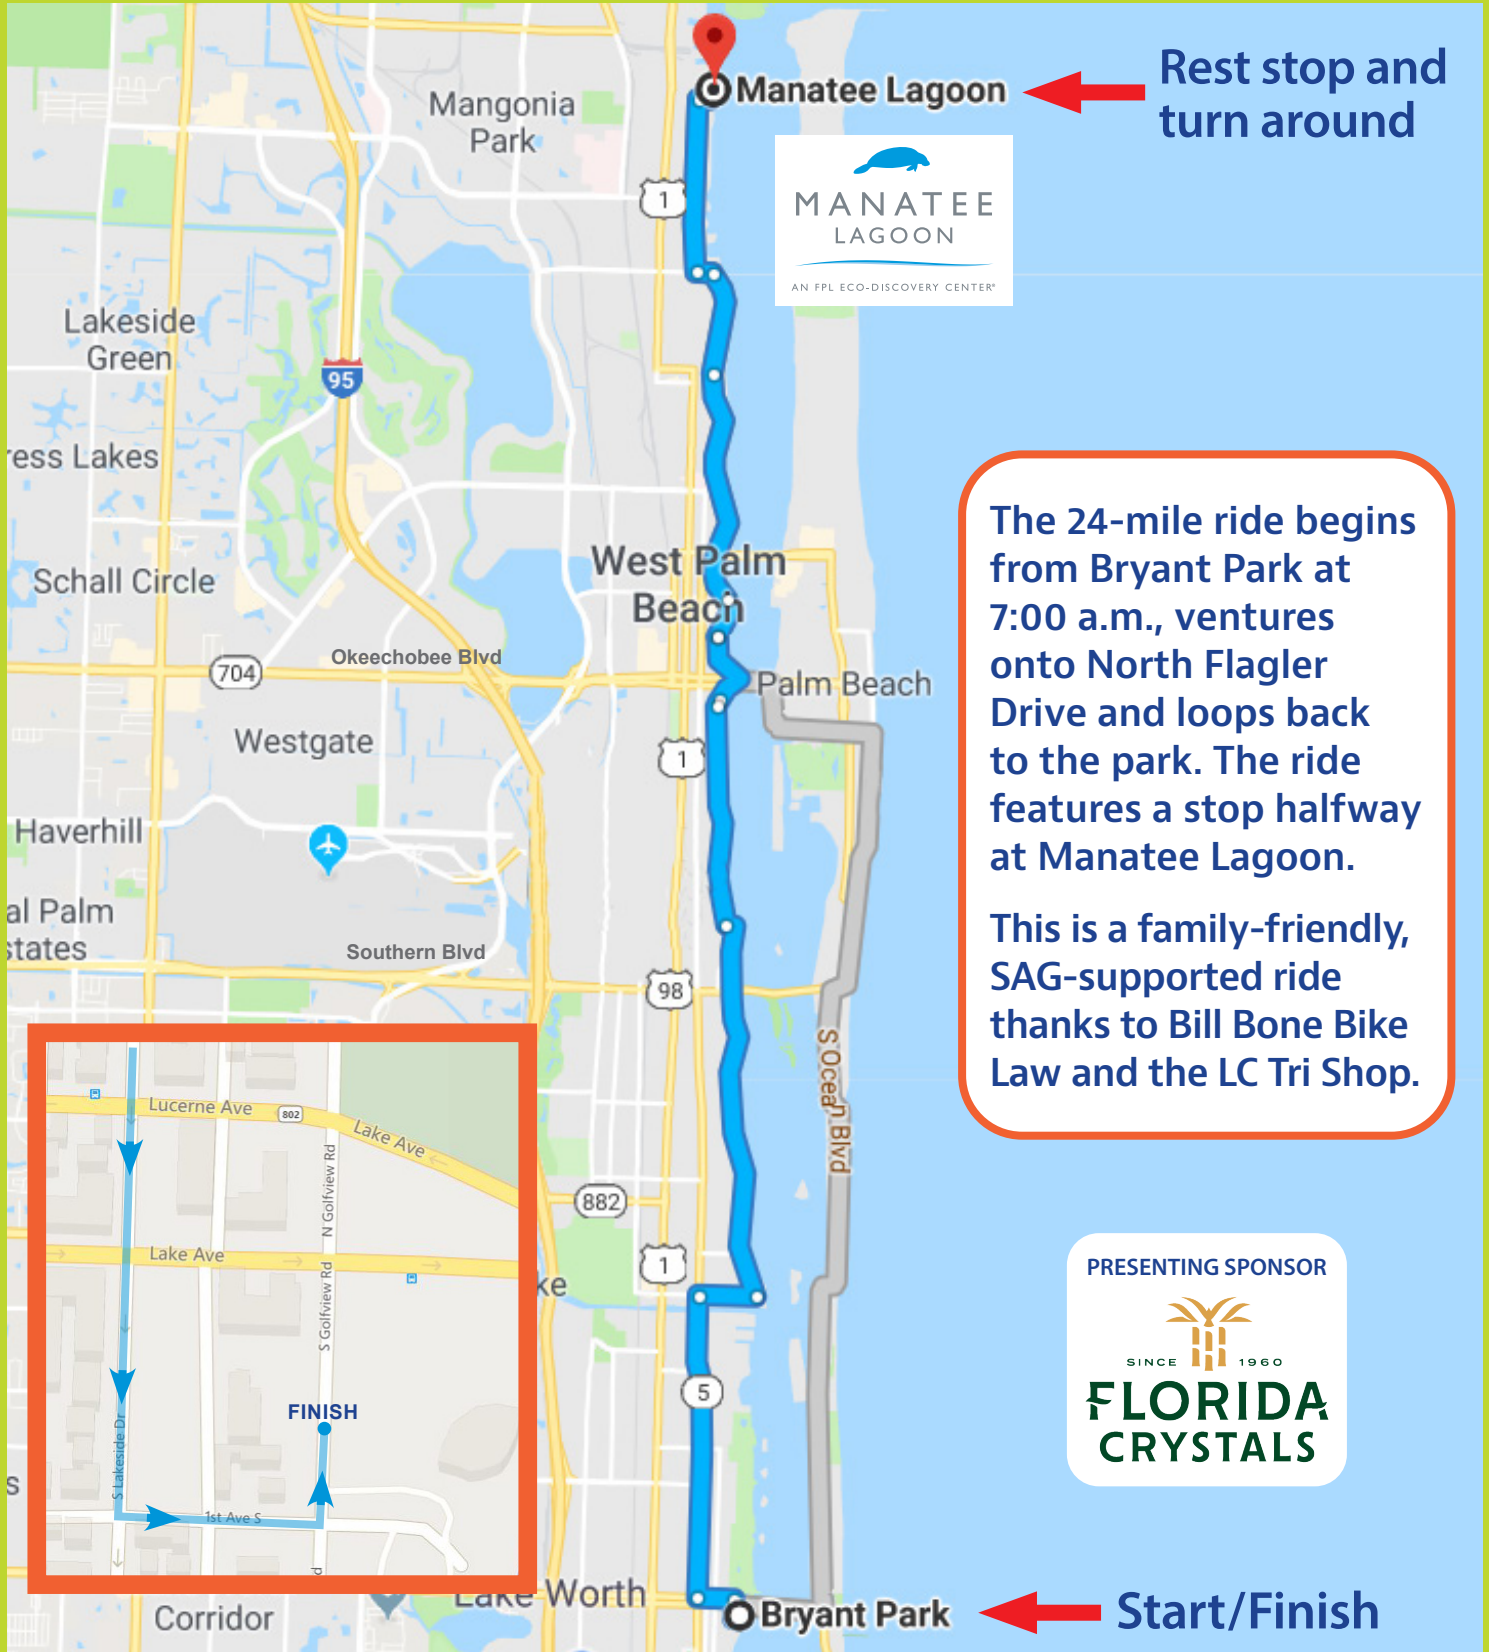 Manatee Lagoon
Rest stop and
turn around
Mangonia
Park
1
MANATEE
LAGOON
AN FPL ECO-DISCOVERY CENTER®
Lakeside
Green
95
ress Lakes
Schall Circle
West Palm
Beach
Okeechobee Blvd
704
Palm Beach
Westgate
1
Haverhill
al Palm
states
Southern Blvd
98
S Ocean Blvd
The 24-mile ride begins
from Bryant Park at
7:00 a.m., ventures
onto North Flagler
Drive and loops back
to the park. The ride
features a stop halfway
at Manatee Lagoon.
This is a family-friendly,
SAG-supported ride
thanks to Bill Bone Bike
Law and the LC Tri Shop.
882
1
ke
5
Lucerne Ave
802
Lake Ave
N Golfview Rd
Lake Ave
S Golfview Rd
FINISH
S Lakeside Dr
1st Ave S
d
s
PRESENTING SPONSOR
SINCE 1960
FLORIDA
CRYSTALS
Lake Worth
Corridor
Bryant Park
Start/Finish